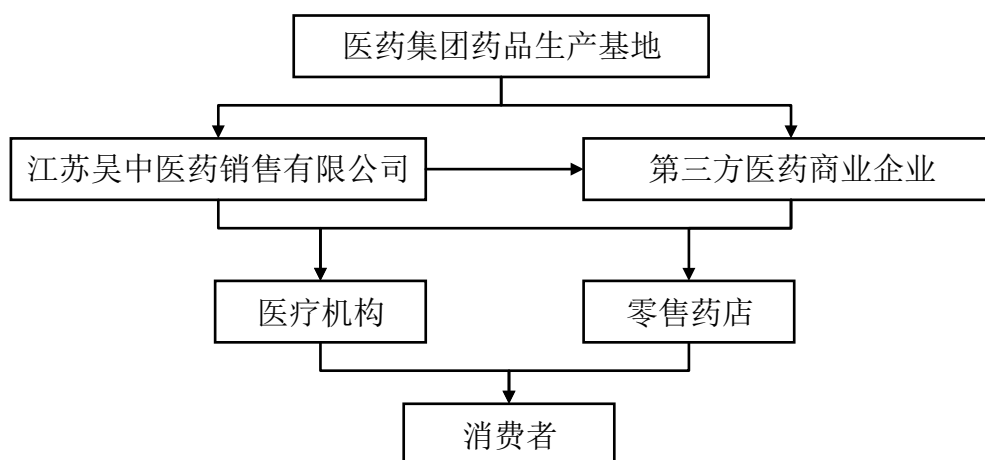 医药集团药品生产基地
江苏吴中医药销售有限公司
第三方医药商业企业
医疗机构
零售药店
消费者